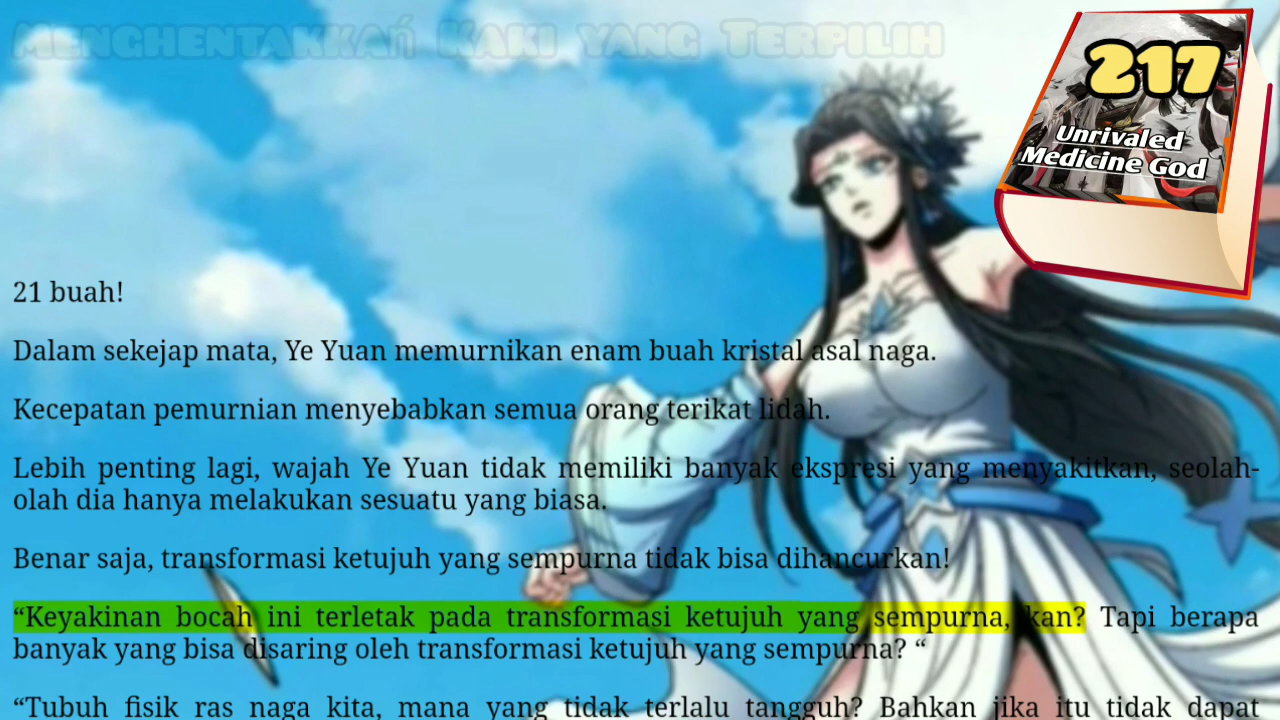 Menghentakkań Kaki yang Terpilih
217
Unrivaled
Medicine God
21 buah!
Dalam sekejap mata, Ye Yuan memurnikan enam buah kristal asal naga.
Kecepatan pemurnian menyebabkan semua orang terikat lidah.
Lebih penting lagi, wajah Ye Yuan tidak memiliki banyak ekspresi yang menyakitkan, seolah-
olah dia hanya melakukan sesuatu yang biasa.
Benar saja, transformasi ketujuh yang sempurna tidak bisa dihancurkan!
“Keyakinan bocah ini terletak pada transformasi ketujuh yang sempurna, kan? Tapi berapa
banyak yang bisa disaring oleh transformasi ketujuh yang sempurna? “
“Tubuh fisik ras naga kita, mana yang tidak terlalu tangguh? Bahkan jika itu tidak dapat